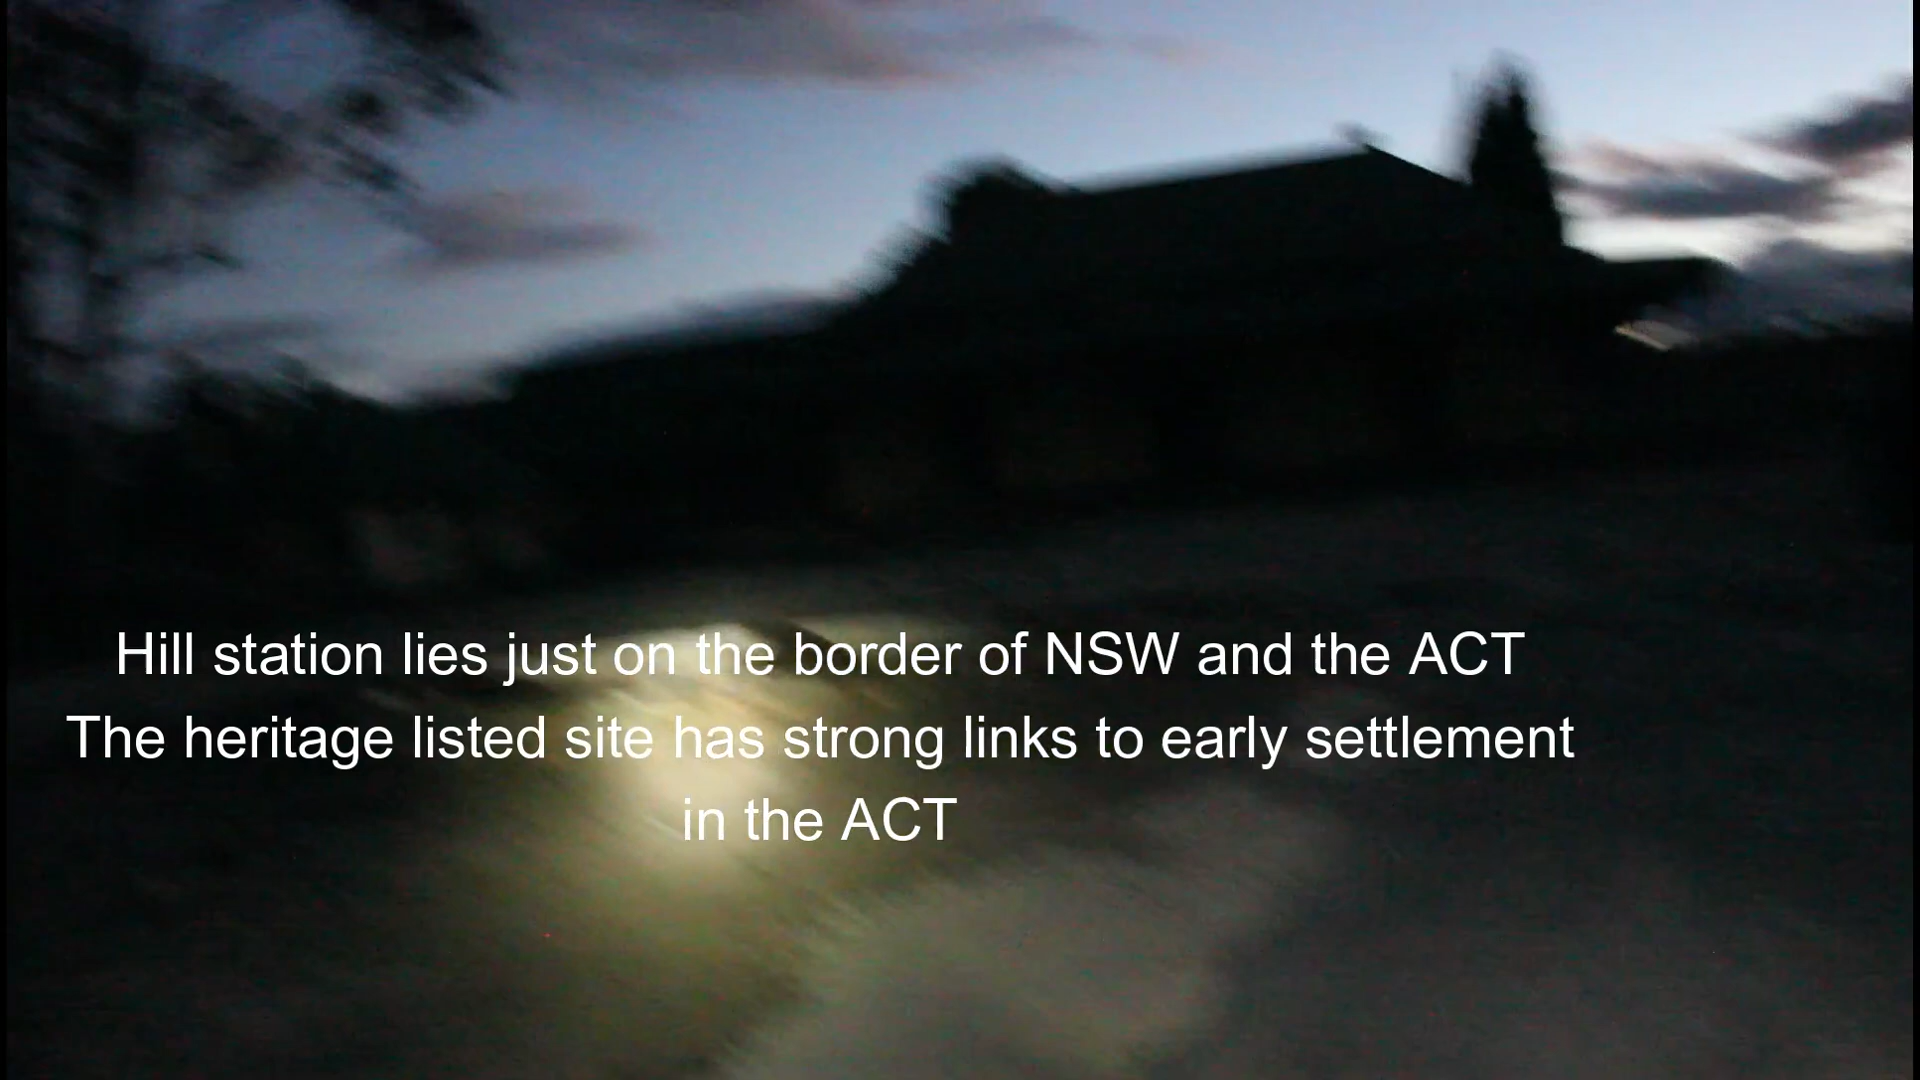 Hill station lies just on the border of NSW and the ACT
The heritage listed site has strong links to early settlement
in the ACT